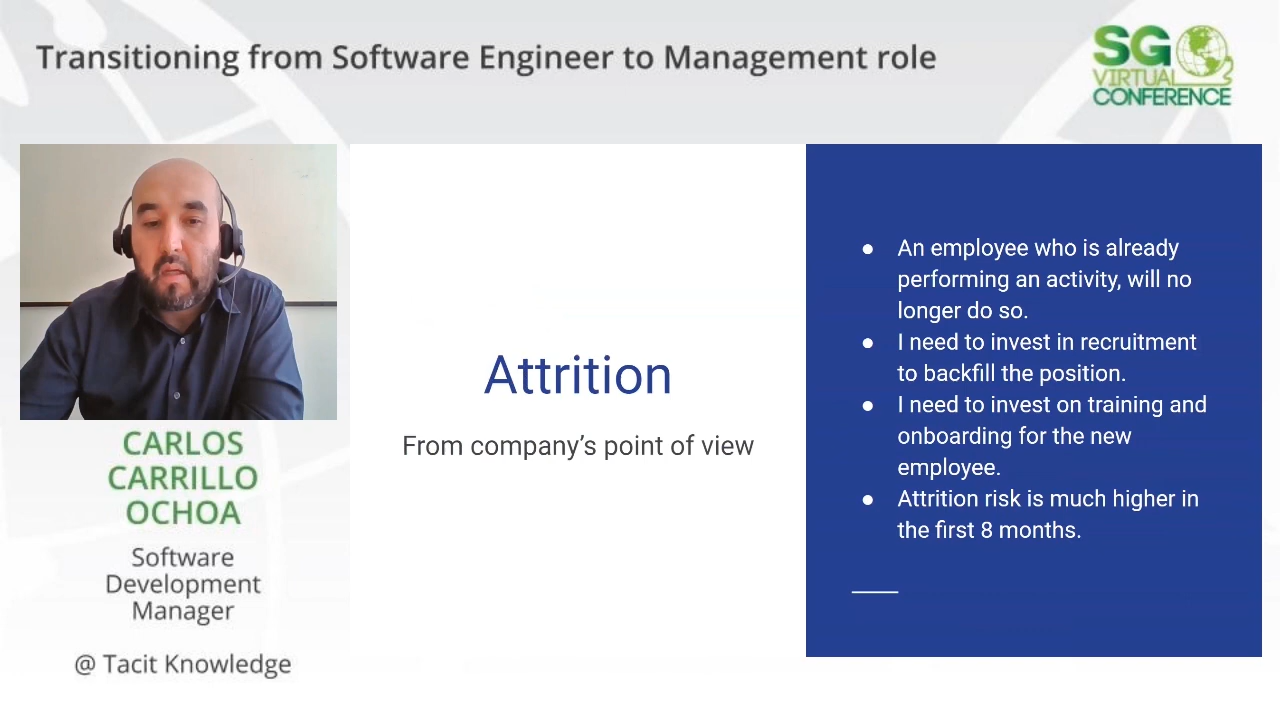 Transitioning from Software Engineer to Management role
SG
VIRTUAL
CONFERENCE
CARLOS
CARRILLO
OCHOA
Software
Development
Manager
@ Tacit Knowledge
Attrition
From company’s point of view
● An employee who is already
performing an activity, will no
longer do so.
● I need to invest in recruitment
to backfill the position.
● I need to invest on training and
onboarding for the new
employee.
● Attrition risk is much higher in
the first 8 months.